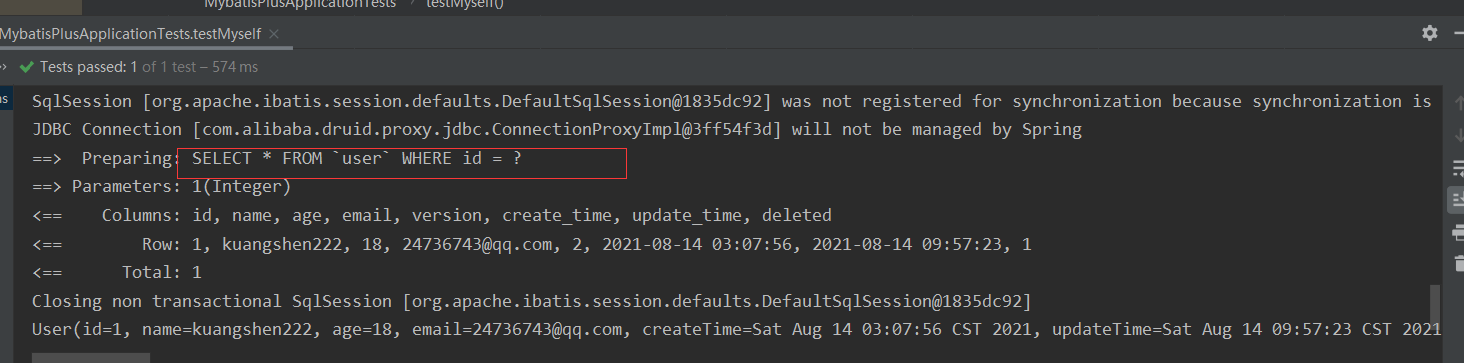 MybatisPlusApplicationTests > testMyself()
MybatisPlusApplicationTests.testMyself ×
Tests passed: 1 of 1 test – 574 ms
SqlSession [org.apache.ibatis.session.defaults.DefaultSqlSession@1835dc92] was not registered for synchronization because synchronization is
JDBC Connection [com.alibaba.druid.proxy.jdbc.ConnectionProxyImpl@3ff54f3d] will not be managed by Spring
==>  Preparing: SELECT * FROM `user` WHERE id = ?
==> Parameters: 1(Integer)
<==    Columns: id, name, age, email, version, create_time, update_time, deleted
<==        Row: 1, kuangshen222, 18, 24736743@qq.com, 2, 2021-08-14 03:07:56, 2021-08-14 09:57:23, 1
<==      Total: 1
Closing non transactional SqlSession [org.apache.ibatis.session.defaults.DefaultSqlSession@1835dc92]
User(id=1, name=kuangshen222, age=18, email=24736743@qq.com, createTime=Sat Aug 14 03:07:56 CST 2021, updateTime=Sat Aug 14 09:57:23 CST 2021